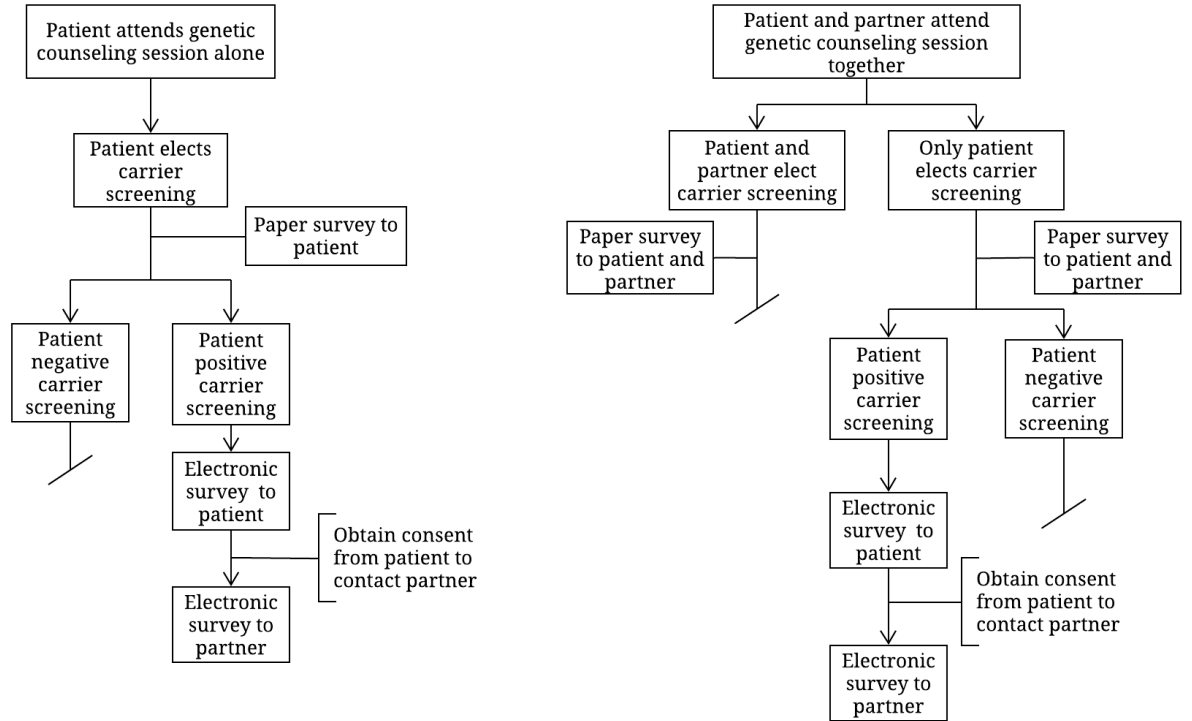 Patient attends genetic
counseling session alone
Patient elects
carrier
screening
Paper survey to
patient
Patient
negative
carrier
screening
Patient
positive
carrier
screening
Electronic
survey  to
patient
Obtain consent
from patient to
contact partner
Electronic
survey to
partner
Patient and partner attend
genetic counseling session
together
Patient and
partner elect
carrier screening
Only patient
elects carrier
screening
Paper survey
to patient and
partner
Paper survey
to patient and
partner
Patient
positive
carrier
screening
Patient
negative
carrier
screening
Electronic
survey  to
patient
Obtain consent
from patient to
contact partner
Electronic
survey to
partner